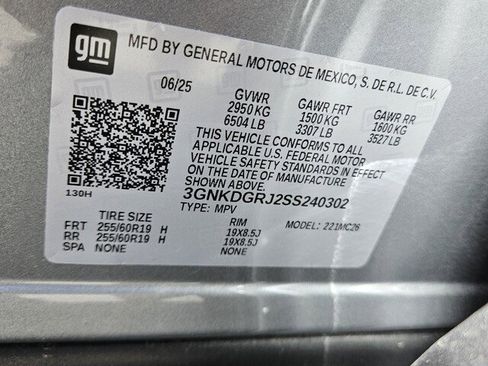 gm
MFD BY GENERAL MOTORS DE MEXICO, S. DE R.L. DE C.V.
06/25 GVWR GAWR FRT GAWR RR
2950 KG 1500 KG 1600 KG
6504 LB 3307 LB 3527 LB
THIS VEHICLE CONFORMS TO ALL
APPLICABLE U.S. FEDERAL MOTOR
VEHICLE SAFETY STANDARDS IN EFFECT
ON THE DATE OF MANUFACTURE
SHOWN ABOVE.
3GNKDGRJ2SS240302
130H
TYPE: MPV MODEL: 221MC26
TIRE SIZE RIM
FRT 255/60R19 H 19X8.5J
RR 255/60R19 H 19X8.5J
SPA NONE NONE